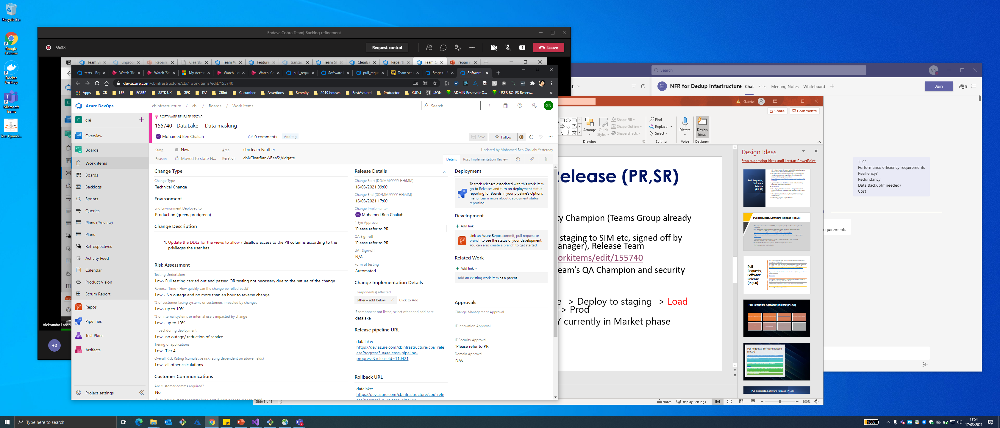 Recycle Bin
Google Chrome
Docker Desktop
Microsoft Teams
Test-Pyrami...
Endava|Cobra Team| Backlog refinement
55:38
Request control
Leave
Team B
unproc
Repairs
ClearBa
Team W
Feature
transac
Team S
ClearBa
Repair
Team C
repair
tests - Re
Watch 'Re
Watch 'Sta
My Acces
Watch 'Le
Watch 'Ca
pull_requ
Software
pull_requ
Team set-
Stages - R
Software
dev.azure.com/cbinfrastructure/cbi/_workitems/edit/155740
Apps
CB
LFS
ECSBP
SSTK UX
GFK
DV
CBInt
Cucumber
Assertions
Serenity
2019 houses
RestAssured
Protractor
KUDU
JSON
ADMIN Reservoir Q...
USER ROLES Reserv...
»
Azure DevOps
cbinfrastructure / cbi / Boards / Work items
Search
GN
C cbi
Overview
Boards
Work items
Boards
Backlogs
Sprints
Queries
Plans (Preview)
Plans
Retrospectives
Activity Feed
Calendar
Product Vision
Scrum Report
Repos
Pipelines
Test Plans
Artifacts
Project settings
SOFTWARE RELEASE 155740
155740 DataLake - Data masking
MC Mohamed Ben Chaliah
0 comments
Add tag
Save
Follow
State
New
Area
cbi\Team Panther
Updated by Mohamed Ben Chaliah: Yesterday
Reason
Moved to state N...
Iteration
cbi\ClearBank\BaaS\Aldgate
Details
Post Implementation Review
Change Type
Change Type
Technical Change
Environment
End Environment Deployed to
Production (green, prodgreen)
Change Description
1. Update the DDLs for the views to allow / disallow access to the PII columns according to the
privileges the user has
Risk Assessment
Testing Undertaken
Low- Full testing carried out and passed OR testing not necessary due to the nature of the change
Reversal Time - How quickly can the change be rolled back?
Low - No outage and no more than an hour to reverse change
% of customer facing systems or customers impacted by changes
Low- up to 10%
% of internal systems or internal users impacted by change
Low - up to 10%
Impact during deployment
Low- no outage/ reduction of service
Tiering of applications
Low- Tier 4
Overall Risk Rating (cumulative risk rating dependent on above fields)
Low- all other calculations
Customer Communications
Are customer comms required?
No
Release Details
Change Start (DD/MM/YYYY HH:MM)
16/03/2021 09:00
Change End (DD/MM/YYYY HH:MM)
16/03/2021 17:00
Change Implementer
MC Mohamed Ben Chaliah
4 Eye Approver
'Please refer to PR'
QA Sign-off
'Please refer to PR'
UAT Sign-off
N/A
Form of testing
Automated
Change Implementation Details
Component(s) affected
other – add below
Click to Add
If component not listed, select other and add here
datalake
Release pipeline URL
datalake:
https://dev.azure.com/cbinfrastructure/cbi/_rele
aseProgress?_a=release-pipeline-
progress&releaseId=110421
Rollback URL
datalake:
https://dev.azure.com/cbinfrastructure/cbi/_rele
Deployment
To track releases associated with this work item,
go to Releases and turn on deployment status
reporting for Boards in your pipeline's Options
menu. Learn more about deployment status
reporting
Development
+ Add link
Link an Azure Repos commit, pull request or
branch to see the status of your development.
You can also create a branch to get started.
Related Work
+ Add link
Add an existing work item as a parent
Approvals
Change Management Approval
IT Innovation Approval
IT Security Approval
'Please refer to PR'
Domain Approval
N/A
Aleksandra Laban
+2
Search
GN
NFR for Dedup Infastructure
Chat
Files
Meeting Notes
Whiteboard
Join
9
11:33
Performance efficiency requirements
Resiliency?
Redundancy
Data Backup(if needed)
Cost
equirements
Gabriel
Share
Comments
Arrange
Quick Styles
Shape Fill
Shape Outline
Shape Effects
Find
Replace
Select
Dictate
Design Ideas
Drawing
Editing
Voice
Designer
elease (PR,SR)
y Champion (Teams Group already
staging to SIM etc, signed off by
anager), Release Team
orkitems/edit/155740
eam's QA Champion and security
e -> Deploy to staging -> Load
-> Prod
Y currently in Market phase
Design Ideas
Stop suggesting ideas until I restart PowerPoint.
Pull Requests,
Software
Release
(PR,SR)
Pull Requests, Software Release (PR,SR)
Pull
Requests,
Software
Release
(PR,SR)
Pull Requests, Software Release (PR,SR)
Pull Requests, Software Release
(PR,SR)
Pull Requests, Software Release (PR,SR)
Slide 5 of 8
Notes
Display Settings
100%
Type here to search
16%
11:54
17/03/2021